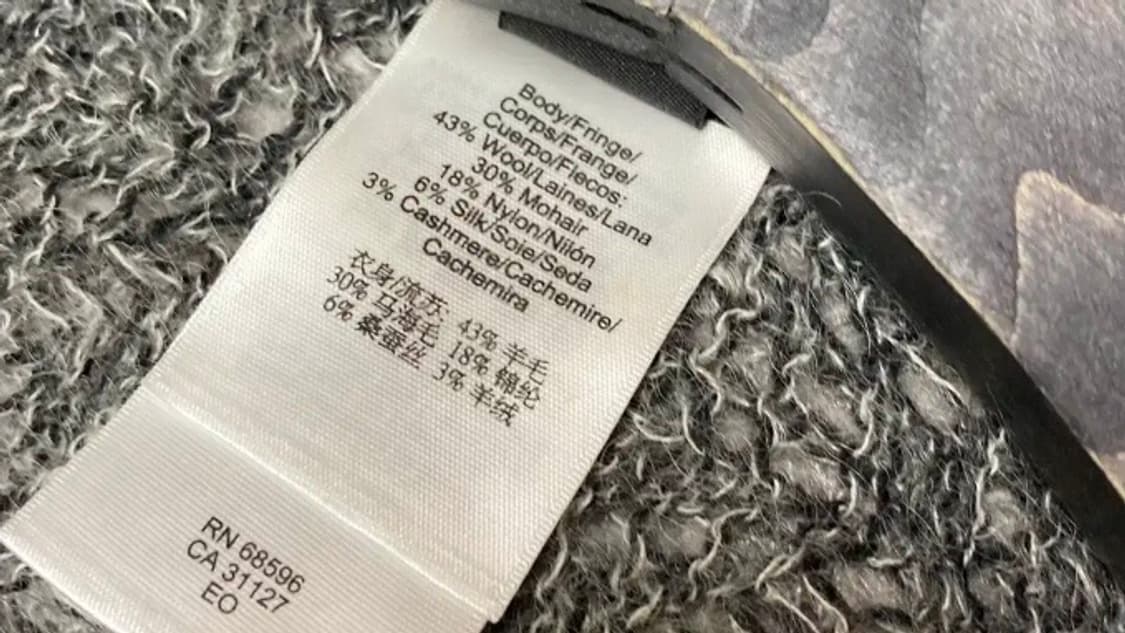 Body/Fringe/
Corps/Frange/
Cuerpo/Flecos:
43% Wool/Laines/Lana
30% Mohair
18% Nylon/Nilón
6% Silk/Soie/Seda
3% Cashmere/Cachemire/
Cachemira
衣身/流苏: 43% 羊毛
30% 马海毛 18% 锦纶
6% 桑蚕丝 3% 羊绒
RN 68596
CA 31127
EO